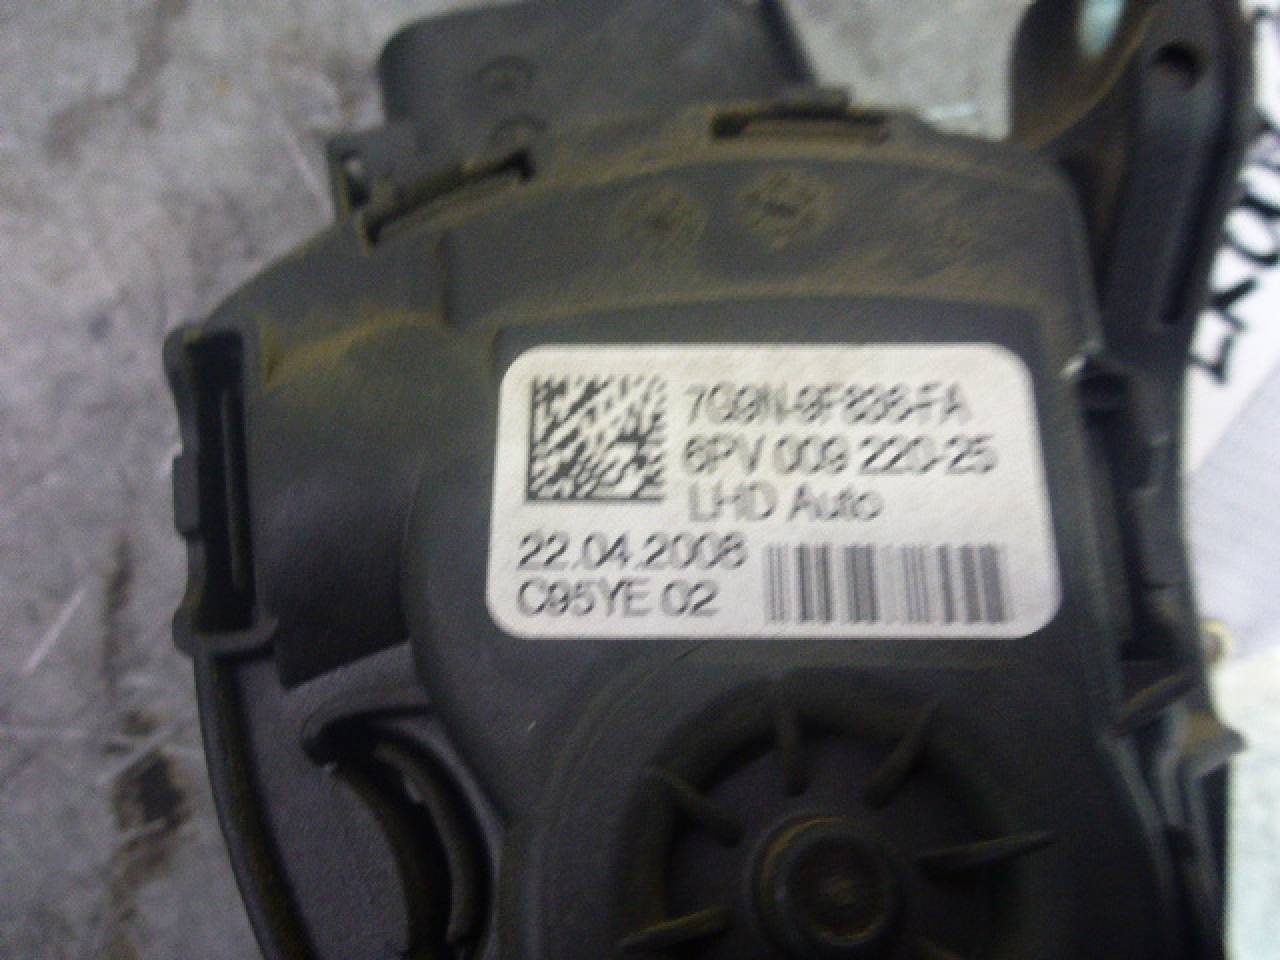 7G9N-9F836-FA
6PV 009 220-25
LHD Auto
22.04.2008
C95YE 02